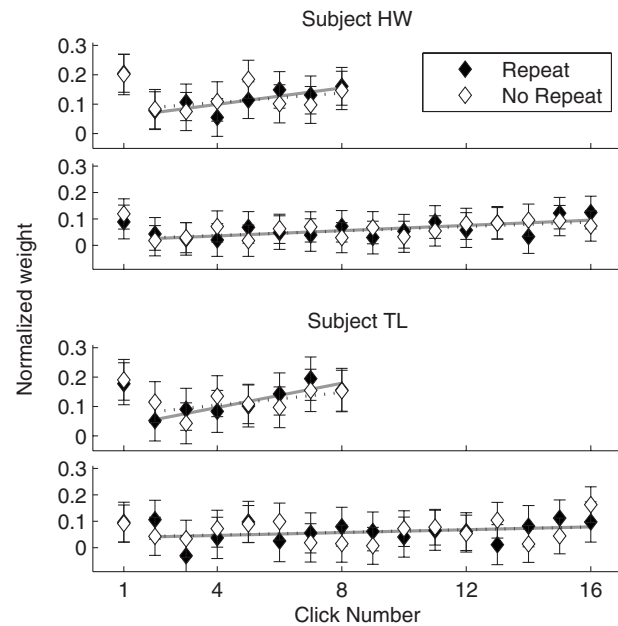 Subject HW
0.3
0.2
0.1
0
Repeat
No Repeat
0.3
0.2
0.1
0
Normalized weight
Subject TL
0.3
0.2
0.1
0
0.3
0.2
0.1
0
1 4 8 12 16
Click Number